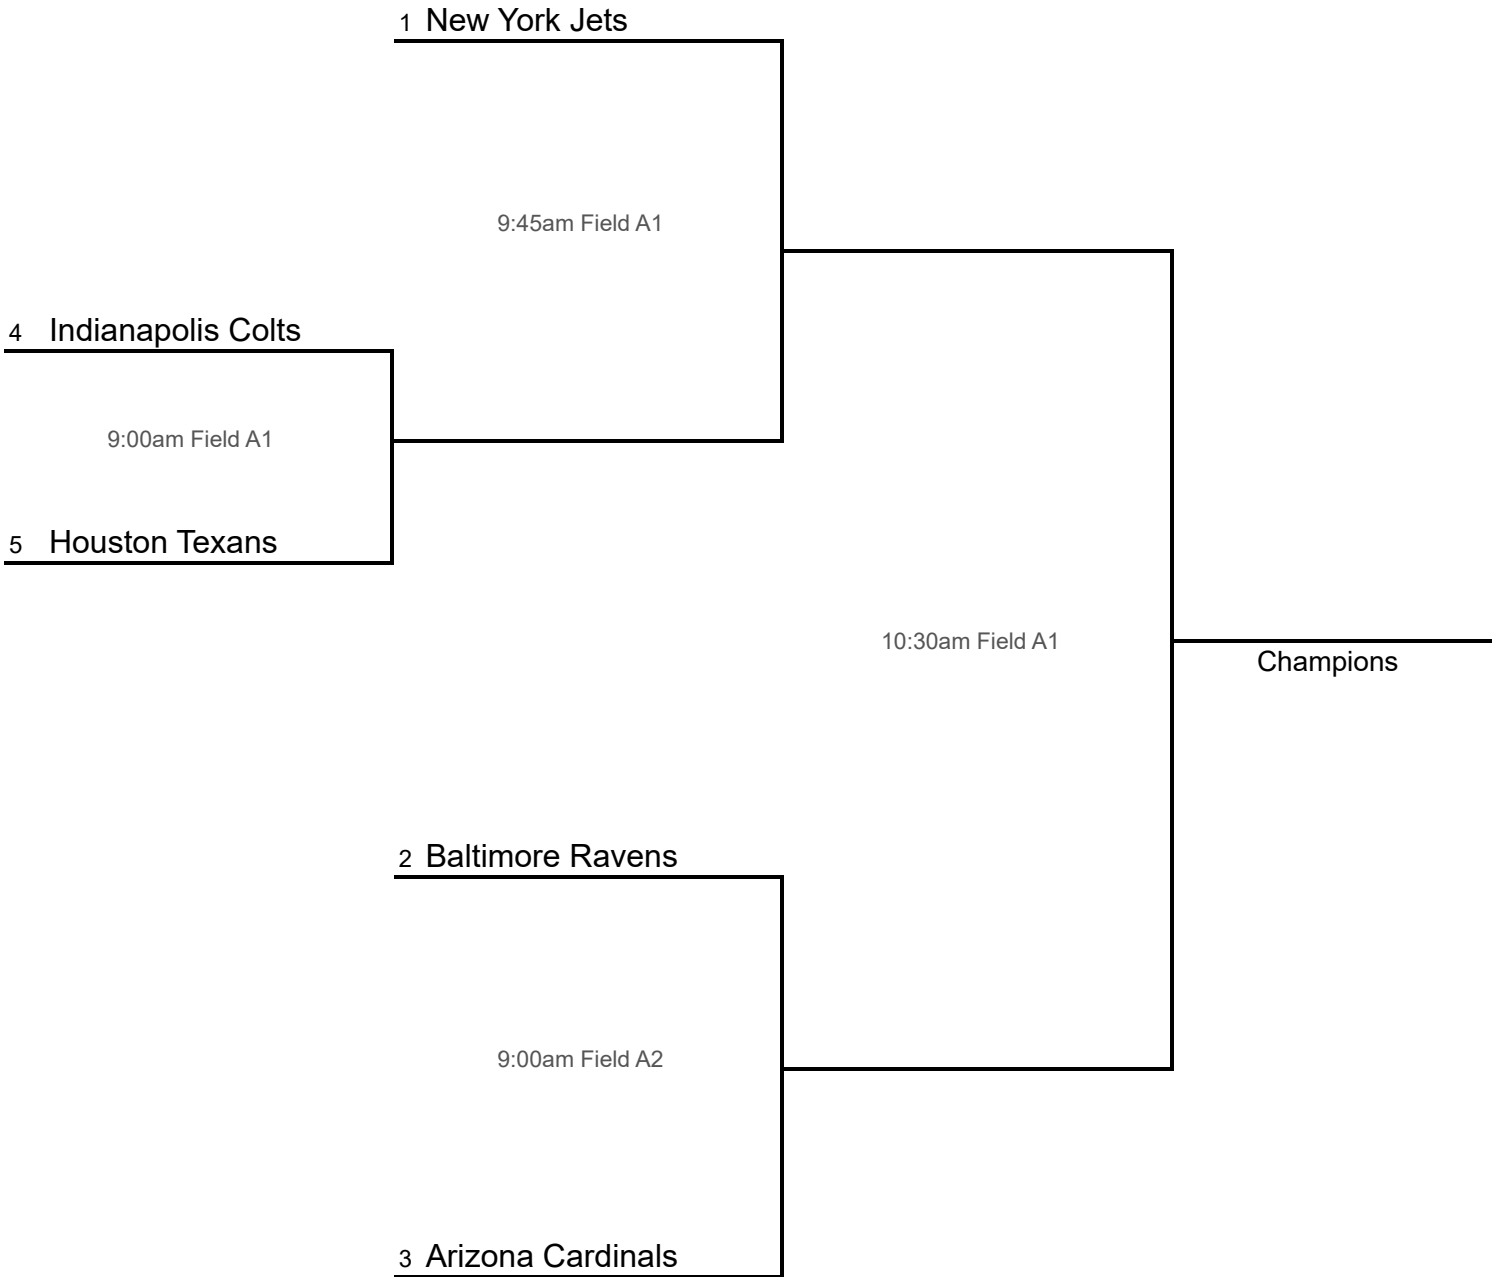 1 New York Jets
9:45am Field A1
4 Indianapolis Colts
9:00am Field A1
5 Houston Texans
10:30am Field A1
Champions
2 Baltimore Ravens
9:00am Field A2
3 Arizona Cardinals